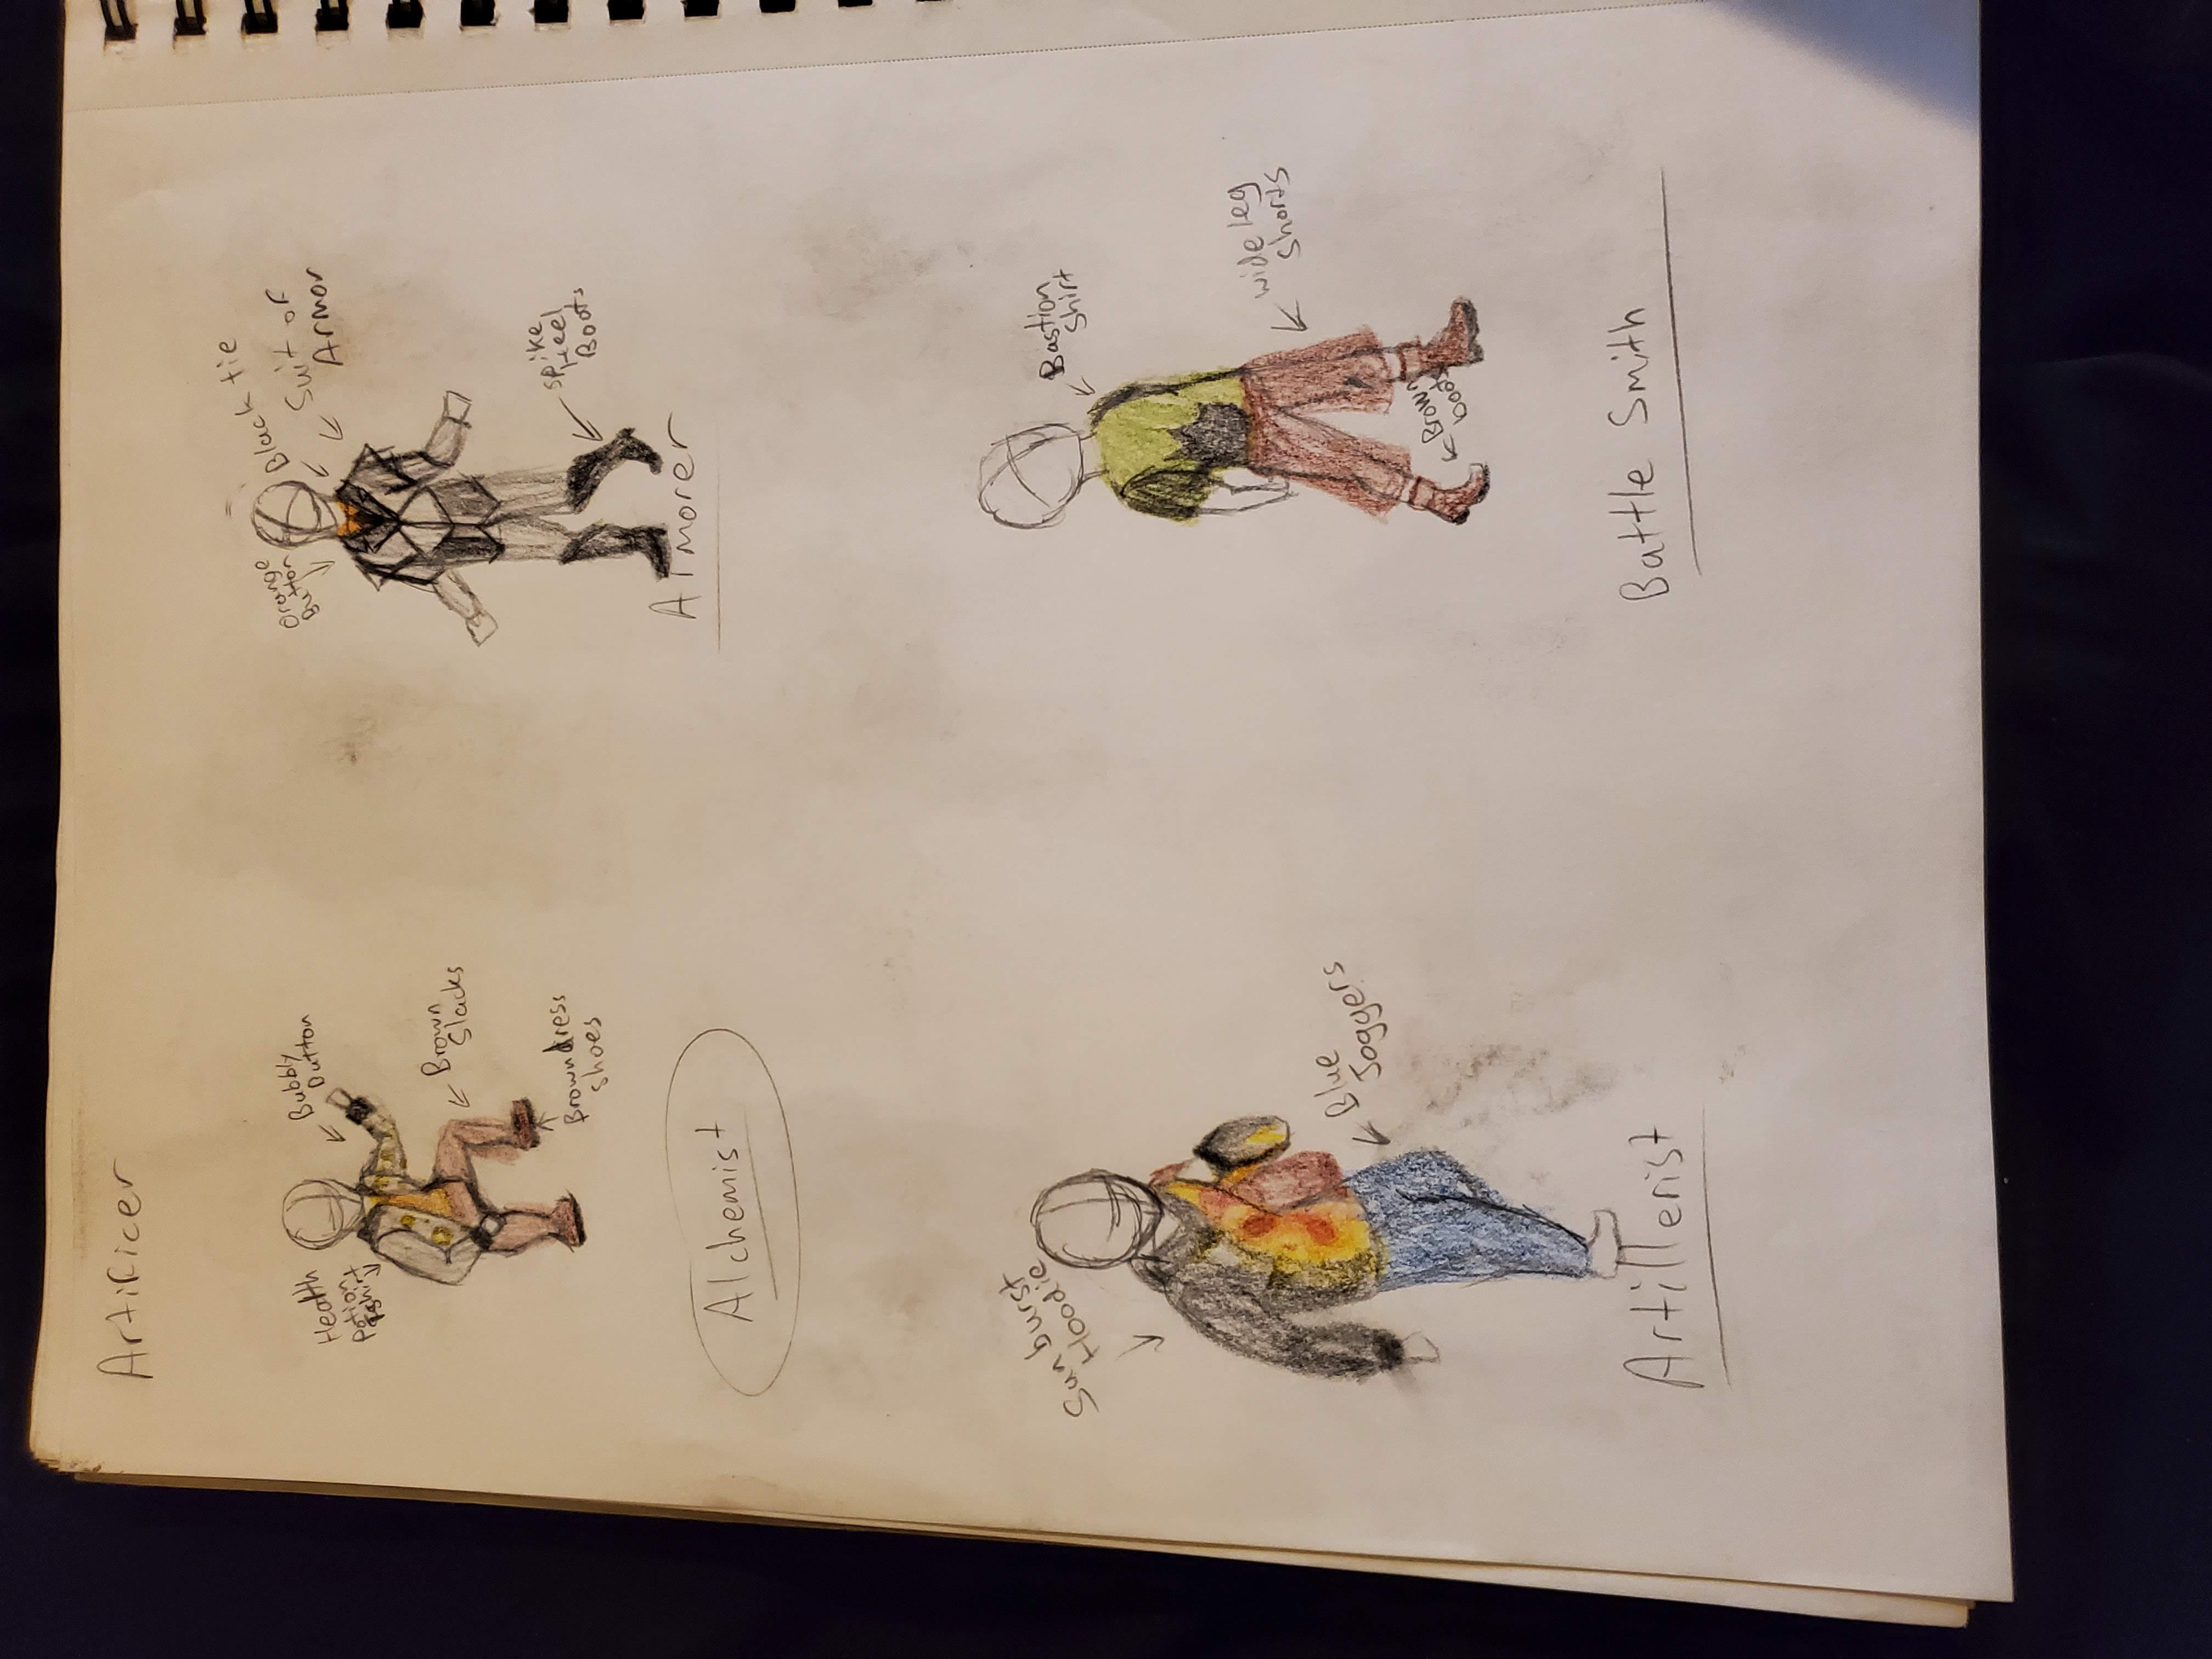 Artificer
Health
Potion
Tshirt
Bubbly
Button
Brown
Slacks
Brown dress
shoes
Alchemist
Orange
Button
Black tie
Suit of
Armor
spike
Heel
Boots
Armorer
Sunburst
Hoodie
Blue
Joggers
Artillerist
Bastion
Shirt
wide leg
shorts
Brown
boots
Battle Smith